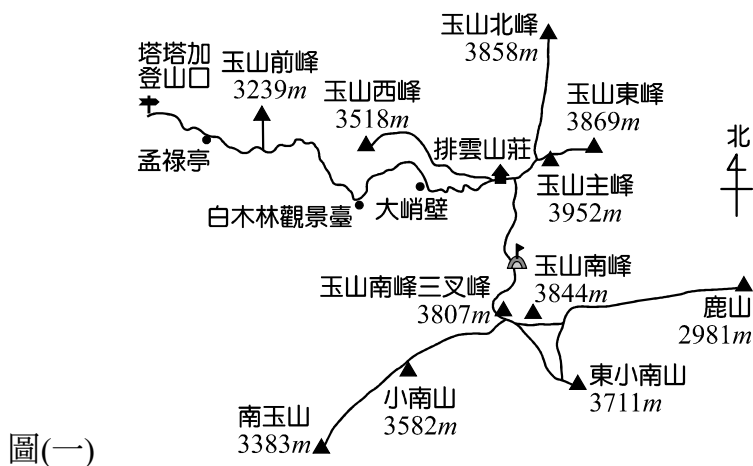 玉山北峰
3858m
塔塔加
登山口
玉山前峰
3239m
玉山西峰
3518m
玉山東峰
3869m
排雲山莊
北
孟祿亭
玉山主峰
3952m
白木林觀景臺
大峭壁
玉山南峰
3844m
玉山南峰三叉峰
3807m
鹿山
2981m
東小南山
3711m
小南山
3582m
南玉山
3383m
圖(一)